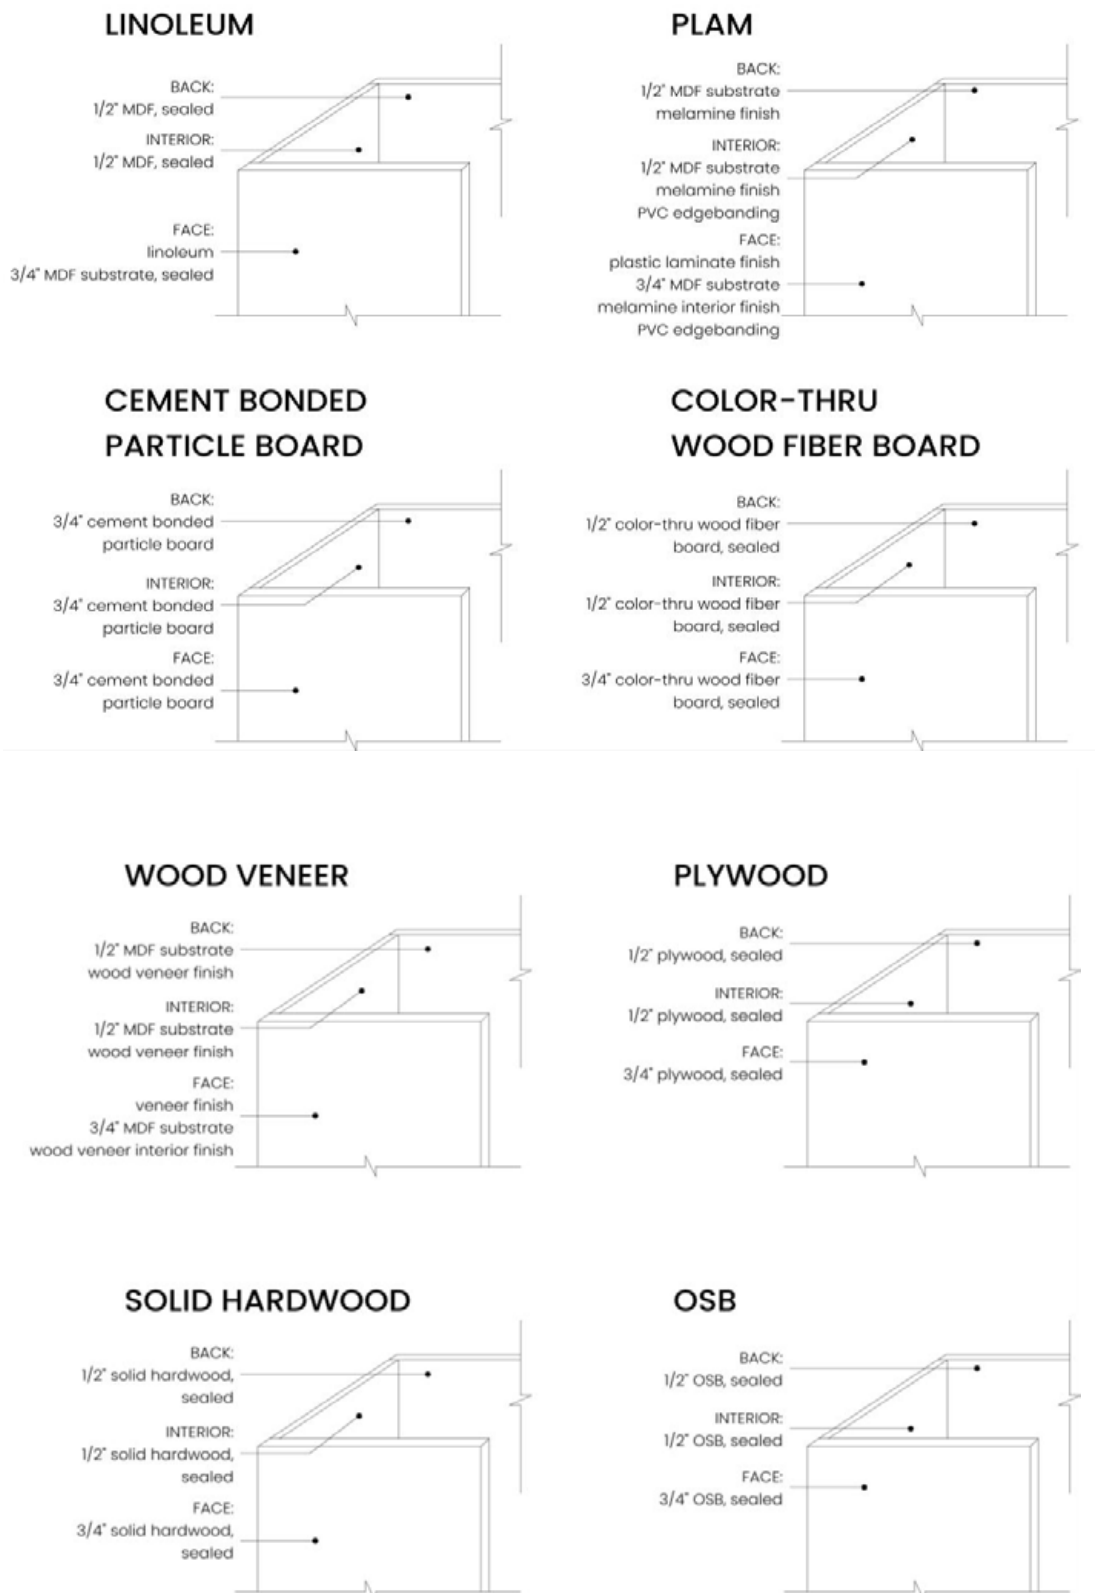 LINOLEUM
BACK:
1/2" MDF, sealed
INTERIOR:
1/2" MDF, sealed
FACE:
linoleum
3/4" MDF substrate, sealed
PLAM
BACK:
1/2" MDF substrate
melamine finish
INTERIOR:
1/2" MDF substrate
melamine finish
PVC edgebanding
FACE:
plastic laminate finish
3/4" MDF substrate
melamine interior finish
PVC edgebanding
CEMENT BONDED
PARTICLE BOARD
BACK:
3/4" cement bonded
particle board
INTERIOR:
3/4" cement bonded
particle board
FACE:
3/4" cement bonded
particle board
COLOR-THRU
WOOD FIBER BOARD
BACK:
1/2" color-thru wood fiber
board, sealed
INTERIOR:
1/2" color-thru wood fiber
board, sealed
FACE:
3/4" color-thru wood fiber
board, sealed
WOOD VENEER
BACK:
1/2" MDF substrate
wood veneer finish
INTERIOR:
1/2" MDF substrate
wood veneer finish
FACE:
veneer finish
3/4" MDF substrate
wood veneer interior finish
PLYWOOD
BACK:
1/2" plywood, sealed
INTERIOR:
1/2" plywood, sealed
FACE:
3/4" plywood, sealed
SOLID HARDWOOD
BACK:
1/2" solid hardwood,
sealed
INTERIOR:
1/2" solid hardwood,
sealed
FACE:
3/4" solid hardwood,
sealed
OSB
BACK:
1/2" OSB, sealed
INTERIOR:
1/2" OSB, sealed
FACE:
3/4" OSB, sealed